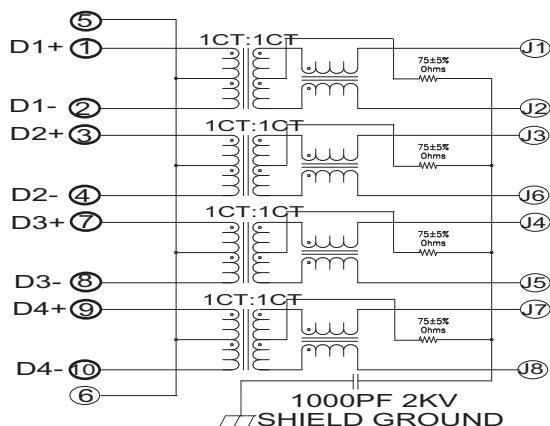 5
D1+ 1 1CT:1CT J1
75±5%
Ohms
D1- 2 J2
D2+ 3 1CT:1CT J3
75±5%
Ohms
D2- 4 J6
D3+ 7 1CT:1CT J4
75±5%
Ohms
D3- 8 J5
D4+ 9 1CT:1CT J7
75±5%
Ohms
D4- 10 J8
6
1000PF 2KV
SHIELD GROUND